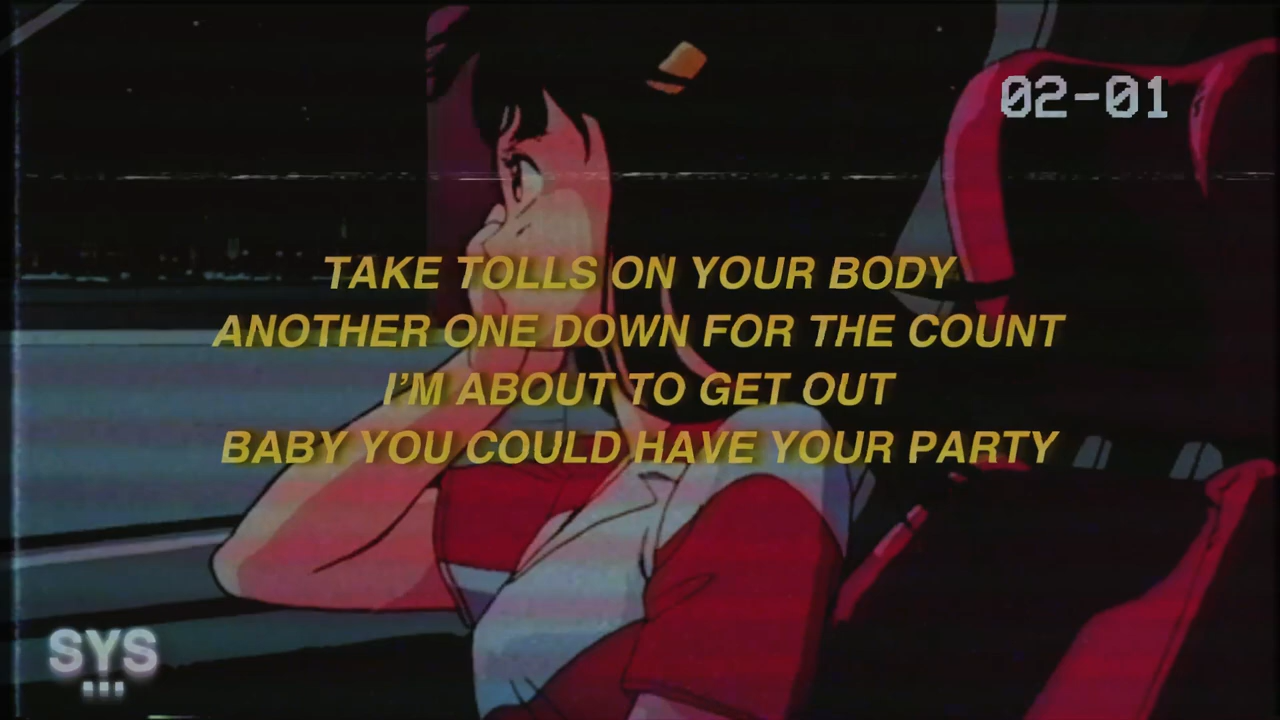 02-01
TAKE TOLLS ON YOUR BODY
ANOTHER ONE DOWN FOR THE COUNT
I'M ABOUT TO GET OUT
BABY YOU COULD HAVE YOUR PARTY
SYS
...